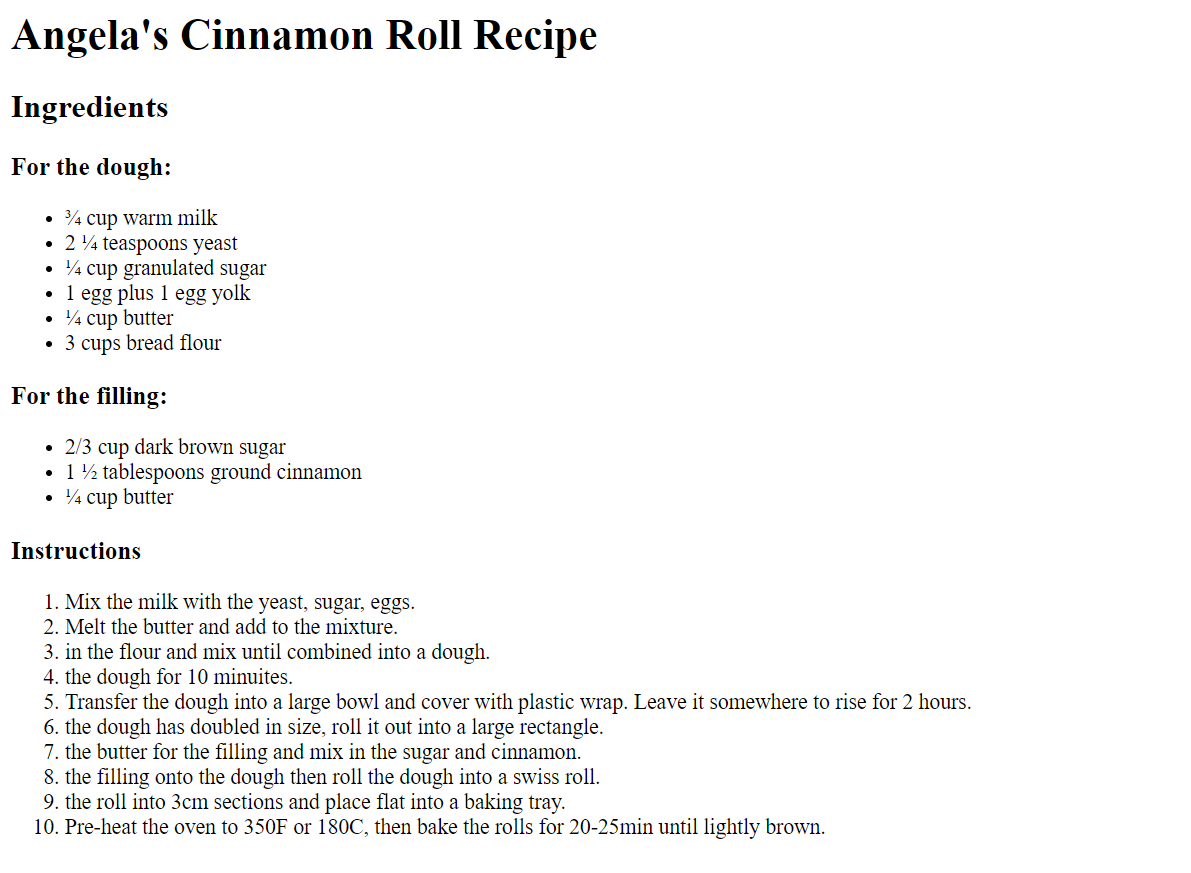 Angela's Cinnamon Roll Recipe
Ingredients
For the dough:
• ¾ cup warm milk
• 2 ¼ teaspoons yeast
• ¼ cup granulated sugar
• 1 egg plus 1 egg yolk
• ¼ cup butter
• 3 cups bread flour
For the filling:
• 2/3 cup dark brown sugar
• 1 ½ tablespoons ground cinnamon
• ¼ cup butter
Instructions
1. Mix the milk with the yeast, sugar, eggs.
2. Melt the butter and add to the mixture.
3. in the flour and mix until combined into a dough.
4. the dough for 10 minuites.
5. Transfer the dough into a large bowl and cover with plastic wrap. Leave it somewhere to rise for 2 hours.
6. the dough has doubled in size, roll it out into a large rectangle.
7. the butter for the filling and mix in the sugar and cinnamon.
8. the filling onto the dough then roll the dough into a swiss roll.
9. the roll into 3cm sections and place flat into a baking tray.
10. Pre-heat the oven to 350F or 180C, then bake the rolls for 20-25min until lightly brown.